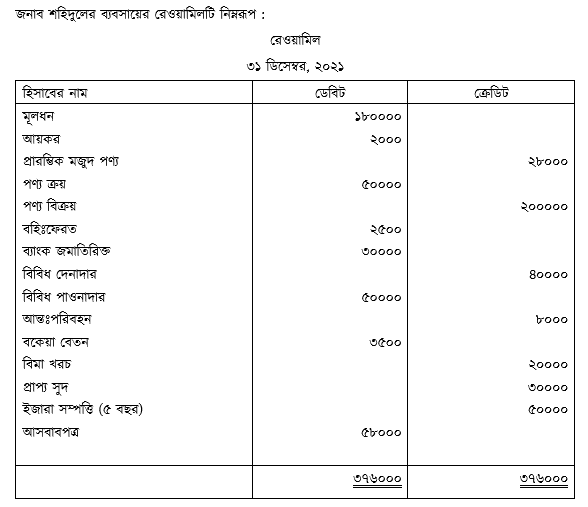 জনাব শহিদুলের ব্যবসায়ের রেওয়ামিলটি নিম্নরূপ :
রেওয়ামিল
৩১ ডিসেম্বর, ২০২১
হিসাবের নাম ডেবিট ক্রেডিট
মূলধন ১৮০০০০
আয়কর ২০০০
প্রারম্ভিক মজুদ পণ্য ২৮০০০
পণ্য ক্রয় ৫০০০০
পণ্য বিক্রয় ২০০০০০
বহিঃফেরত ২৫০০
ব্যাংক জমাতিরিক্ত ৩০০০০
বিবিধ দেনাদার ৪০০০০
বিবিধ পাওনাদার ৫০০০০
আন্তঃপরিবহন ৮০০০
বকেয়া বেতন ৩৫০০
বিমা খরচ ২০০০০
প্রাপ্য সুদ ৩০০০০
ইজারা সম্পত্তি (৫ বছর) ৫০০০০
আসবাবপত্র ৫৮০০০
৩৭৬০০০ ৩৭৬০০০